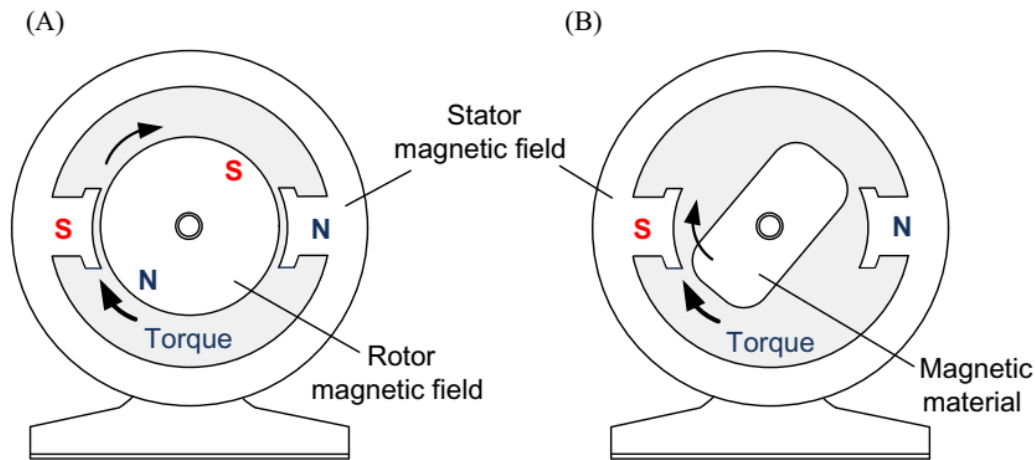 (A)
(B)
Stator
magnetic field
S
S
N
N
Torque
Rotor
magnetic field
S
N
Torque
Magnetic
material